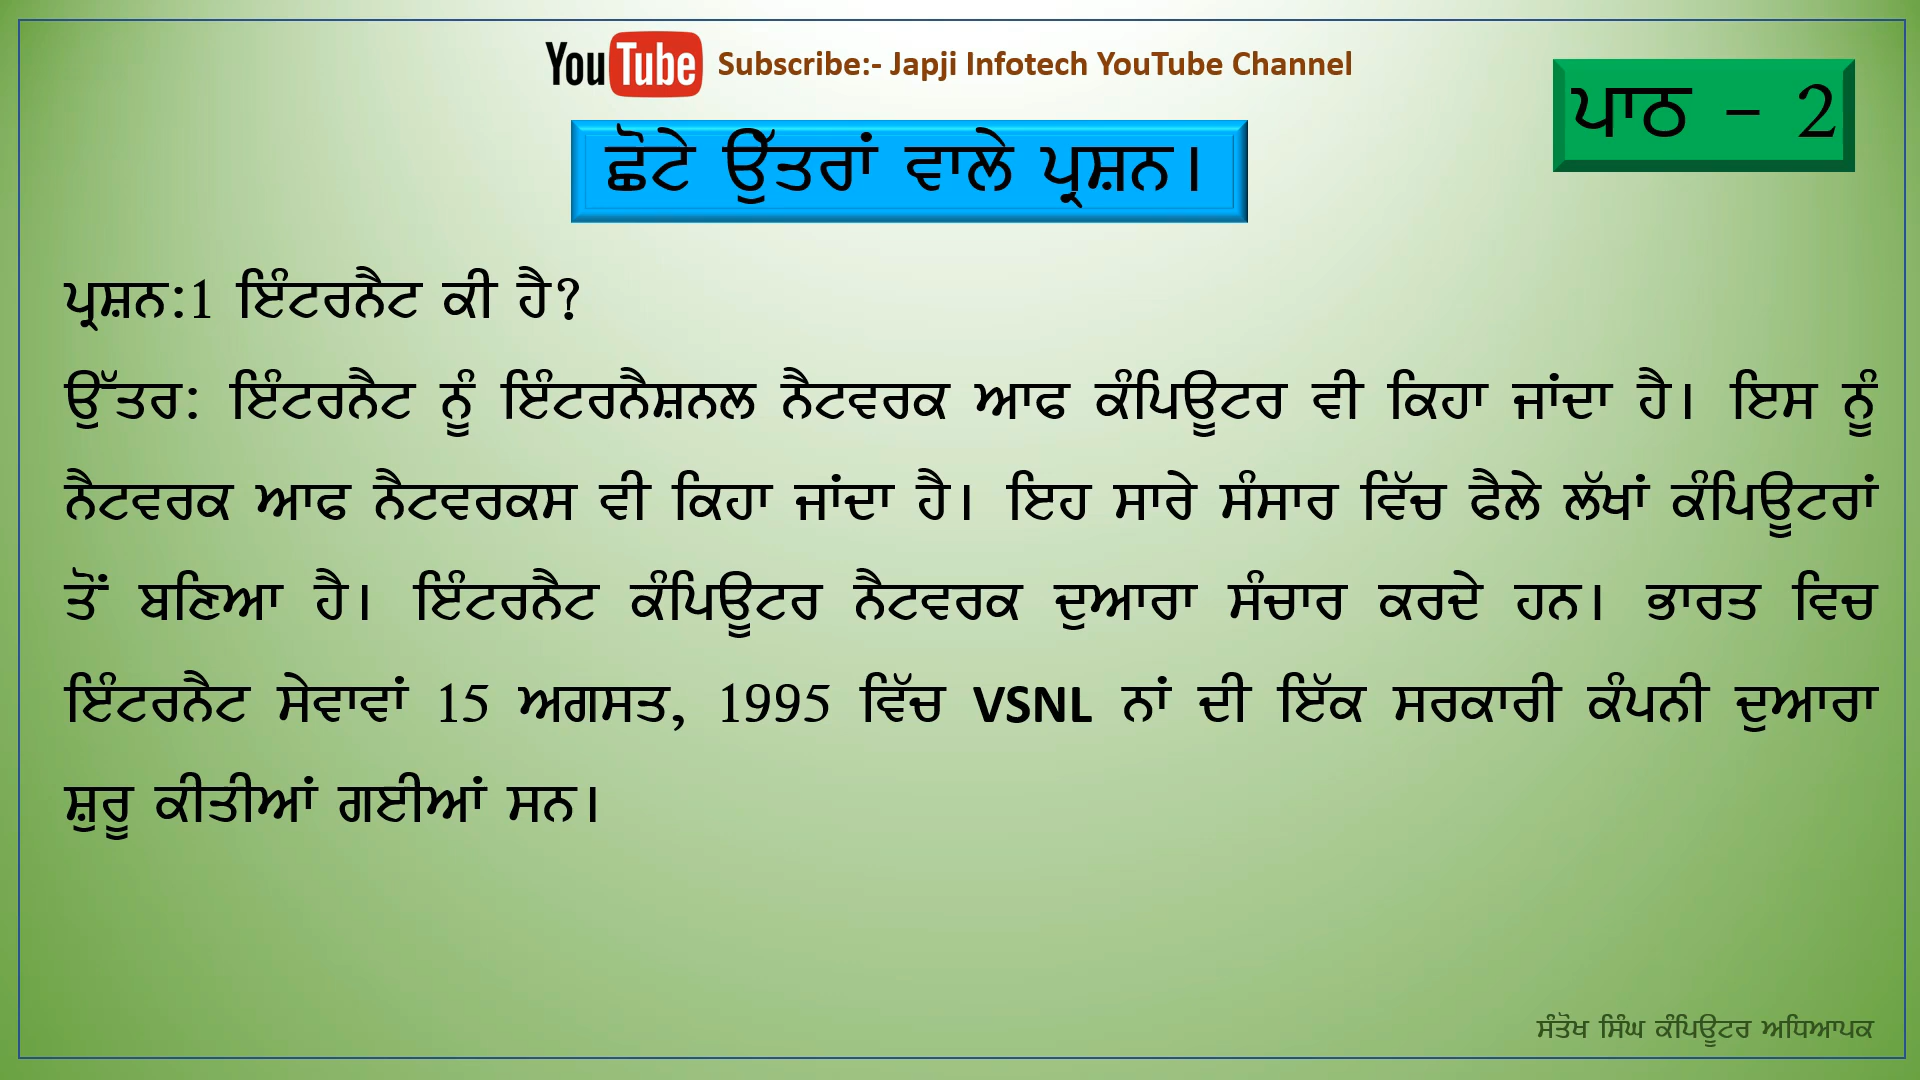 YouTube Subscribe:- Japji Infotech YouTube Channel
ਪਾਠ – 2
ਛੋਟੇ ਉੱਤਰਾਂ ਵਾਲੇ ਪ੍ਰਸ਼ਨ।
ਪ੍ਰਸ਼ਨ:1 ਇੰਟਰਨੈਟ ਕੀ ਹੈ?
ਉੱਤਰ: ਇੰਟਰਨੈਟ ਨੂੰ ਇੰਟਰਨੈਸ਼ਨਲ ਨੈਟਵਰਕ ਆਫ ਕੰਪਿਊਟਰ ਵੀ ਕਿਹਾ ਜਾਂਦਾ ਹੈ। ਇਸ ਨੂੰ
ਨੈਟਵਰਕ ਆਫ ਨੈਟਵਰਕਸ ਵੀ ਕਿਹਾ ਜਾਂਦਾ ਹੈ। ਇਹ ਸਾਰੇ ਸੰਸਾਰ ਵਿੱਚ ਫੈਲੇ ਲੱਖਾਂ ਕੰਪਿਊਟਰਾਂ
ਤੋਂ ਬਣਿਆ ਹੈ। ਇੰਟਰਨੈਟ ਕੰਪਿਊਟਰ ਨੈਟਵਰਕ ਦੁਆਰਾ ਸੰਚਾਰ ਕਰਦੇ ਹਨ। ਭਾਰਤ ਵਿਚ
ਇੰਟਰਨੈਟ ਸੇਵਾਵਾਂ 15 ਅਗਸਤ, 1995 ਵਿੱਚ VSNL ਨਾਂ ਦੀ ਇੱਕ ਸਰਕਾਰੀ ਕੰਪਨੀ ਦੁਆਰਾ
ਸ਼ੁਰੂ ਕੀਤੀਆਂ ਗਈਆਂ ਸਨ।
ਸੰਤੋਖ ਸਿੰਘ ਕੰਪਿਊਟਰ ਅਧਿਆਪਕ